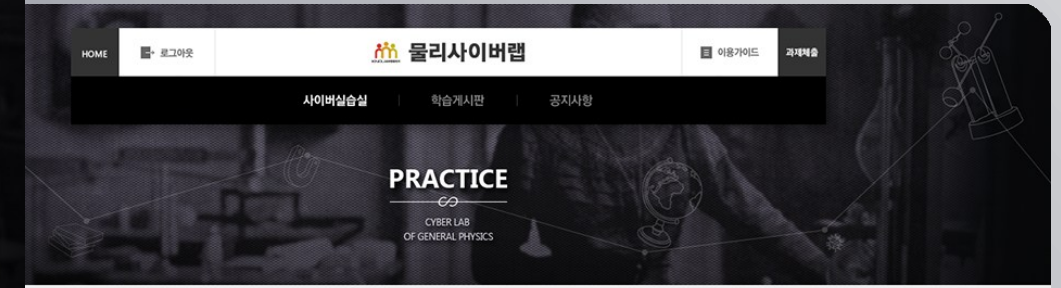 HOME
로그아웃
물리사이버랩
이용가이드
과제제출
사이버실습실
학습게시판
공지사항
PRACTICE
CYBER LAB
OF GENERAL PHYSICS